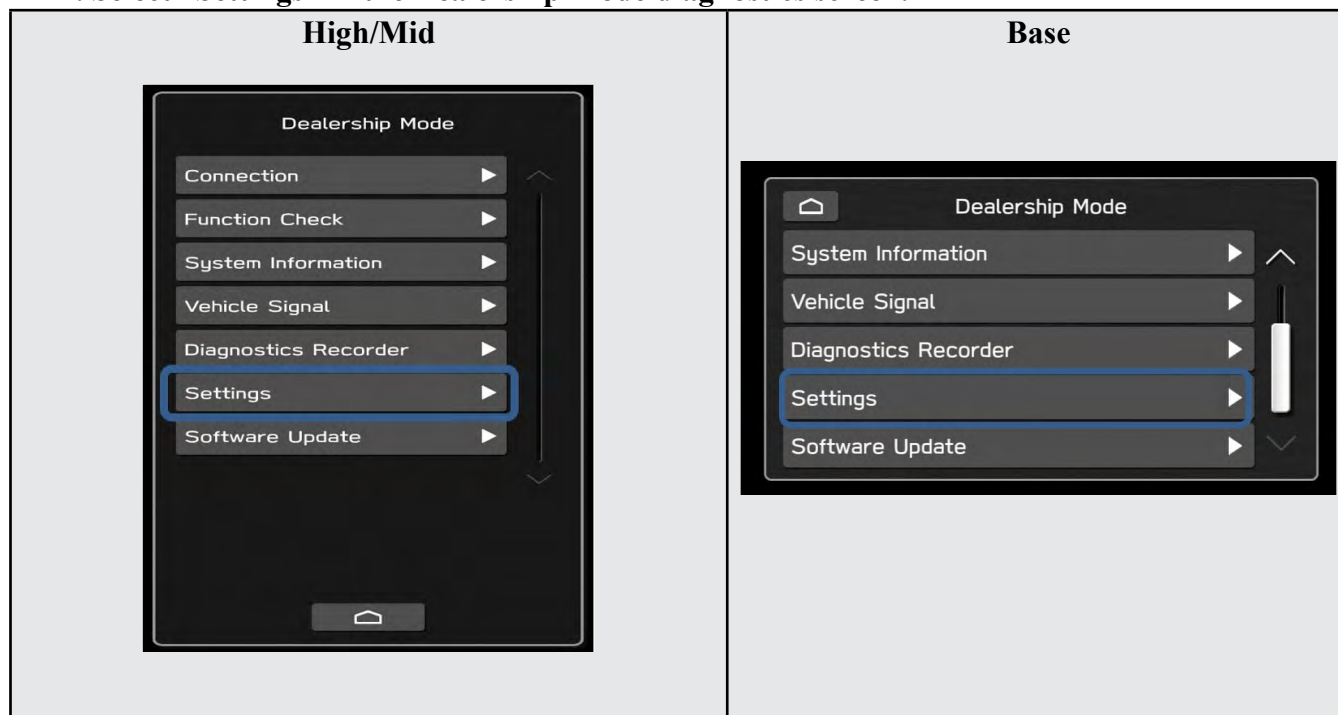 High/Mid
Base
Dealership Mode
Connection
Function Check
System Information
Vehicle Signal
Diagnostics Recorder
Settings
Software Update
Dealership Mode
System Information
Vehicle Signal
Diagnostics Recorder
Settings
Software Update